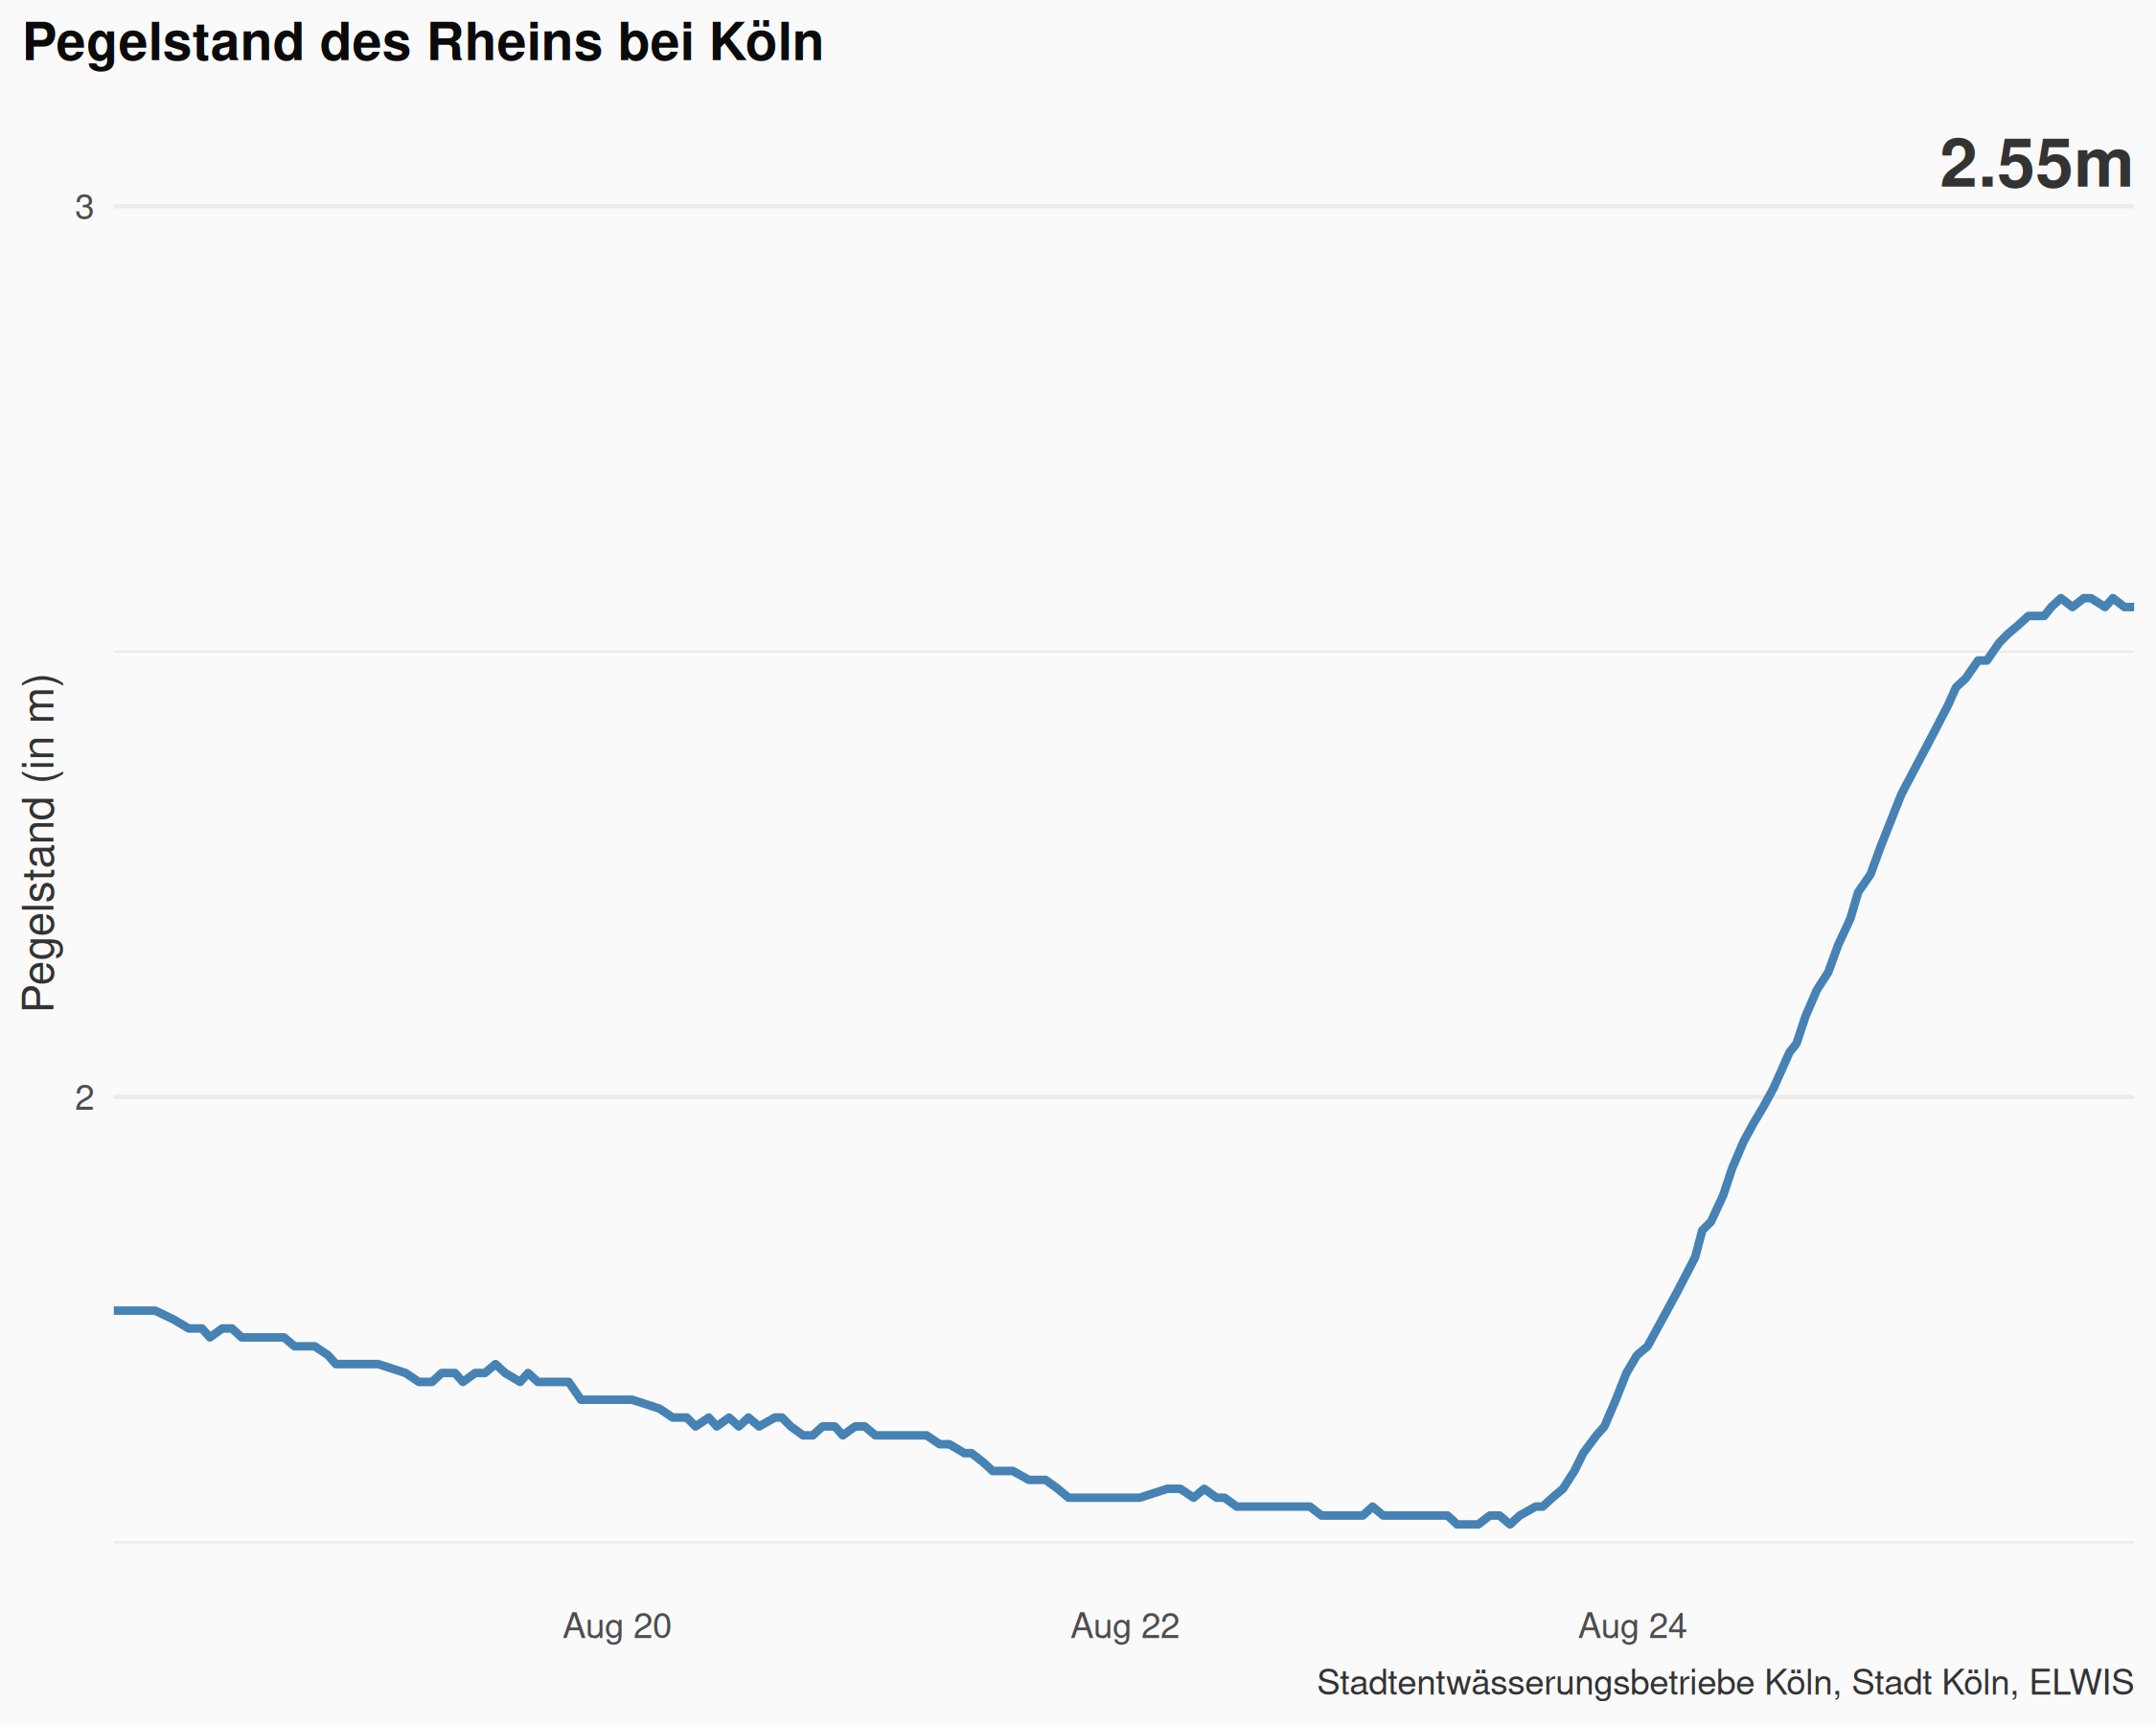 Pegelstand des Rheins bei Köln
2.55m
3
Pegelstand (in m)
2
Aug 20
Aug 22
Aug 24
Stadtentwässerungsbetriebe Köln, Stadt Köln, ELWIS